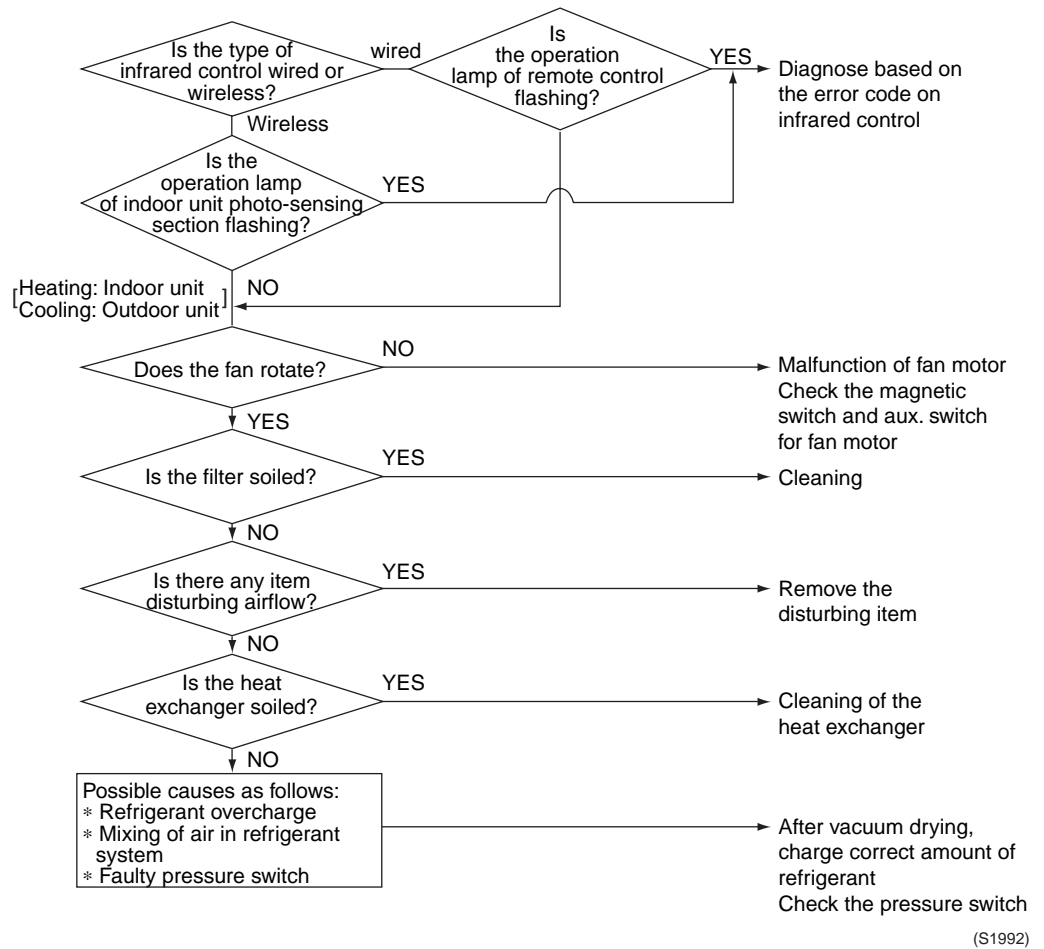 Is the type of
infrared control wired or
wireless?
wired
Is
the operation
lamp of remote control
flashing?
YES
Diagnose based on
the error code on
infrared control
Wireless
Is the
operation lamp
of indoor unit photo-sensing
section flashing?
YES
[Heating: Indoor unit
Cooling: Outdoor unit]
NO
Does the fan rotate?
NO
Malfunction of fan motor
Check the magnetic
switch and aux. switch
for fan motor
YES
Is the filter soiled?
YES
Cleaning
NO
Is there any item
disturbing airflow?
YES
Remove the
disturbing item
NO
Is the heat
exchanger soiled?
YES
Cleaning of the
heat exchanger
NO
Possible causes as follows:
* Refrigerant overcharge
* Mixing of air in refrigerant
system
* Faulty pressure switch
After vacuum drying,
charge correct amount of
refrigerant
Check the pressure switch
(S1992)